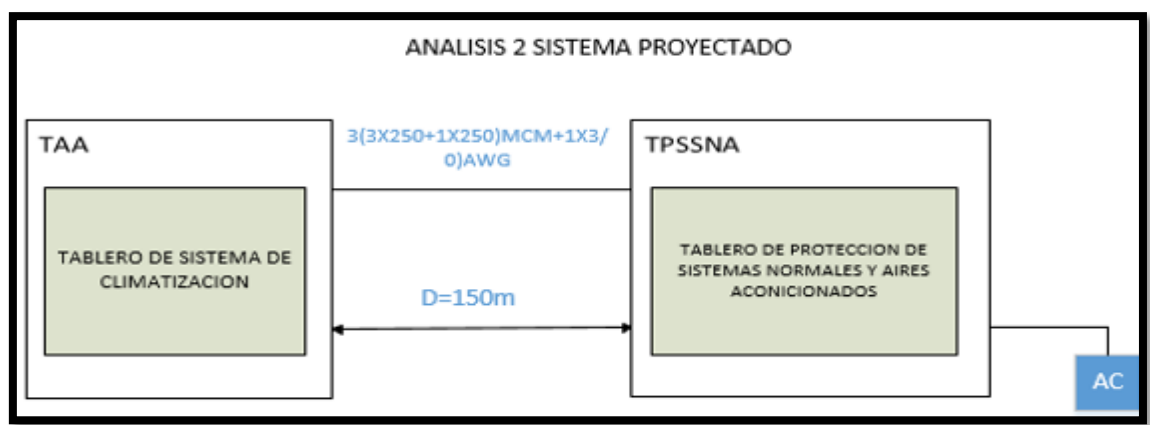 ANALISIS 2 SISTEMA PROYECTADO
TAA
3(3X250+1X250)MCM+1X3/
0)AWG
TPSSNA
TABLERO DE SISTEMA DE
CLIMATIZACION
TABLERO DE PROTECCION DE
SISTEMAS NORMALES Y AIRES
ACONICIONADOS
D=150m
AC